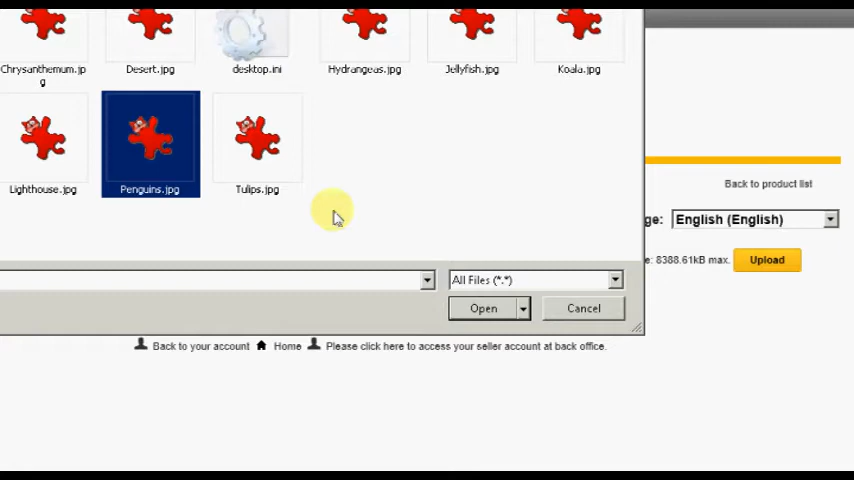 Chrysanthemum.jp
g
Desert.jpg
desktop.ini
Hydrangeas.jpg
Jellyfish.jpg
Koala.jpg
Lighthouse.jpg
Penguins.jpg
Tulips.jpg
Back to product list
ge: English (English)
e: 8388.61kB max. Upload
All Files (*.*)
Open
Cancel
Back to your account Home Please click here to access your seller account at back office.